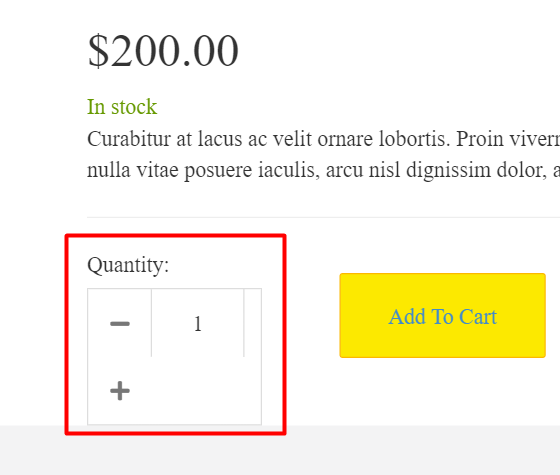 $200.00
In stock
Curabitur at lacus ac velit ornare lobortis. Proin
nulla vitae posuere iaculis, arcu nisl dignissim dolor,
Quantity:
− 1
+
Add To Cart